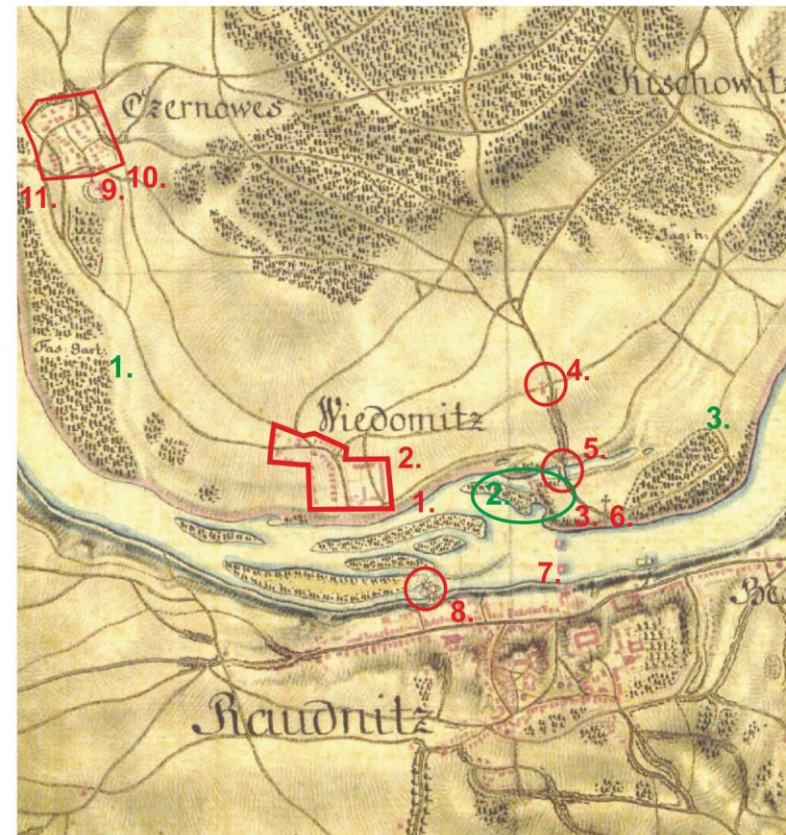 Czernowes
Kischowitz
11.
9.
10.
Jäg: h.
Fas: Gart.
1.
4.
3.
Wiedomitz
2.
5.
1.
2.
3.
6.
7.
8.
Raudnitz